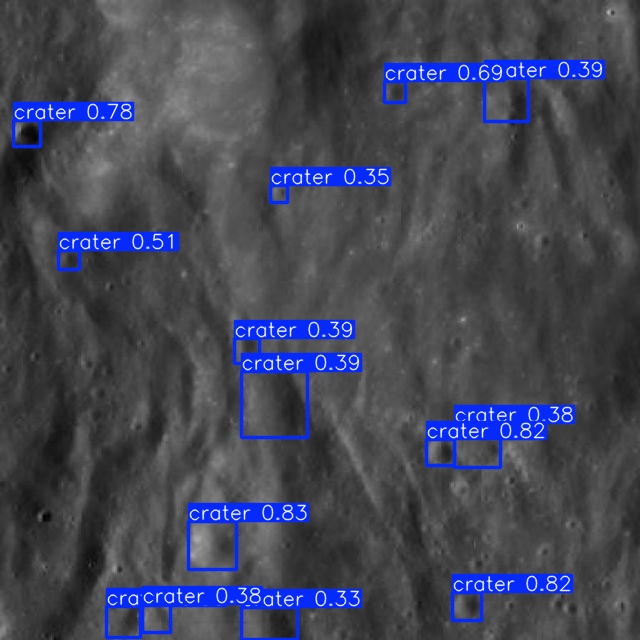 crater 0.69
ater 0.39
crater 0.78
crater 0.35
crater 0.51
crater 0.39
crater 0.39
crater 0.38
crater 0.82
crater 0.83
crater 0.82
cra
crater 0.38
ater 0.33